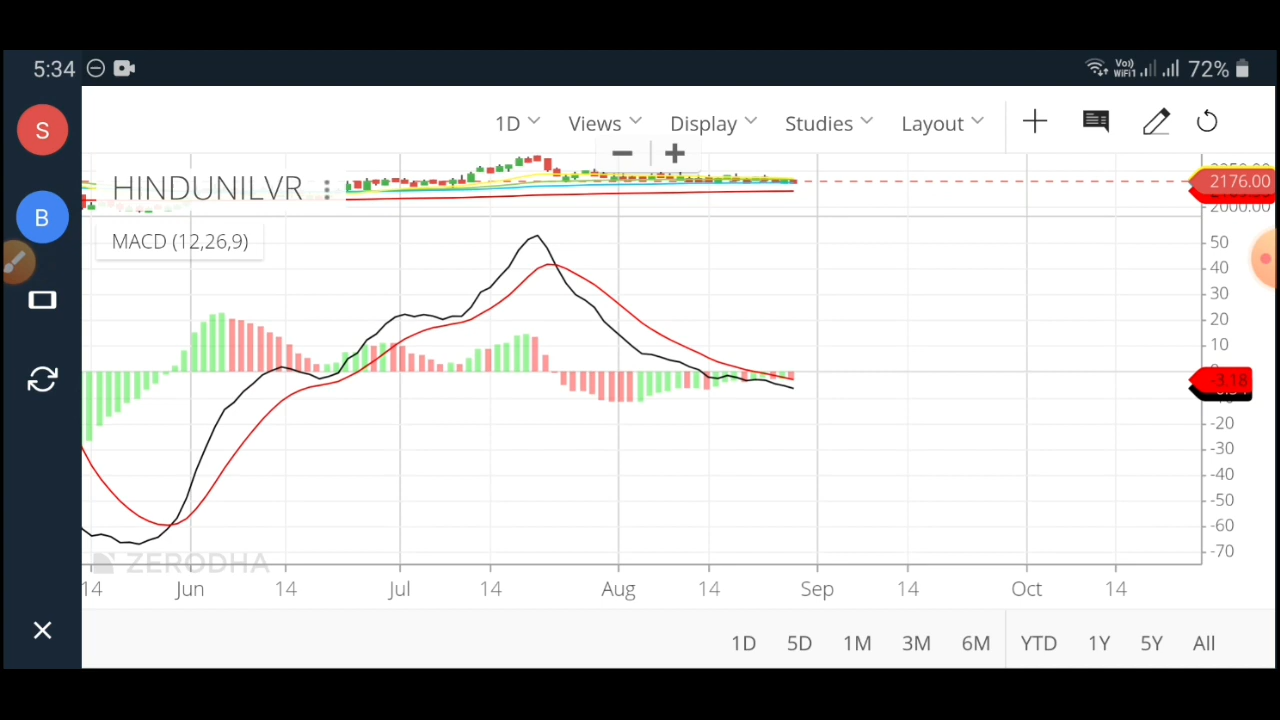 5:34
Vo)) WiFi1 72%
S
1D Views Display Studies Layout
HINDUNILVR
2176.00
2000.00
B
MACD (12,26,9)
50
40
30
20
10
-3.18
-20
-30
-40
-50
-60
-70
ZERODHA
14 Jun 14 Jul 14 Aug 14 Sep 14 Oct 14
1D 5D 1M 3M 6M YTD 1Y 5Y All